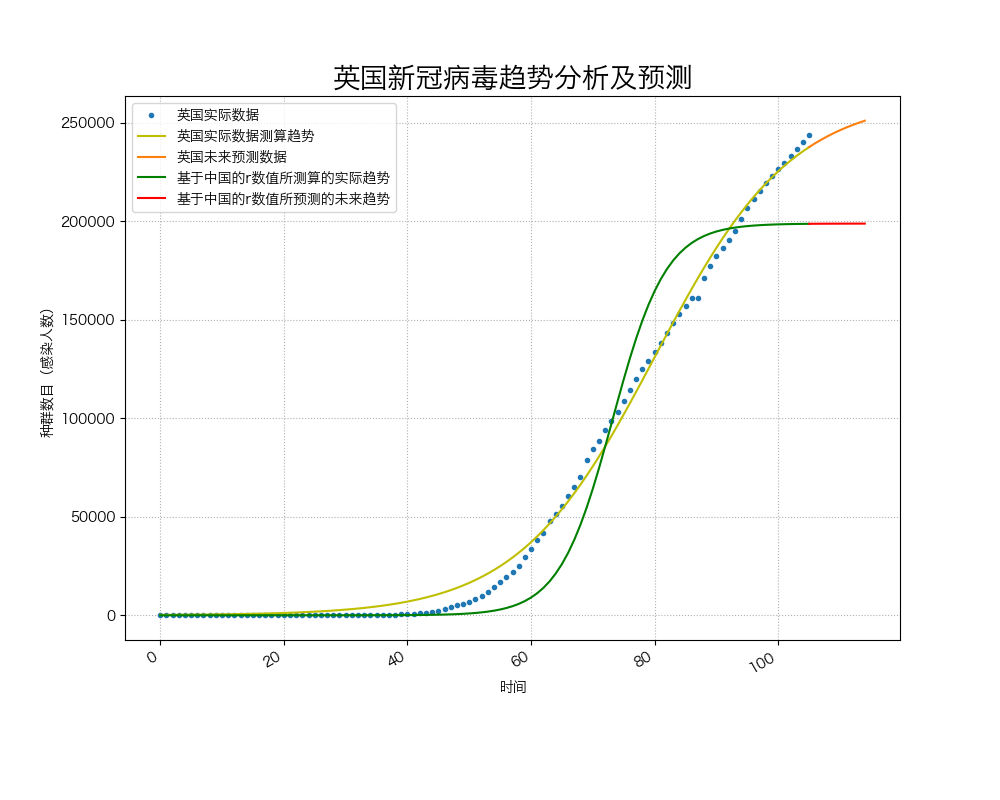 英国新冠病毒趋势分析及预测
英国实际数据
英国实际数据测算趋势
英国未来预测数据
基于中国的r数值所测算的实际趋势
基于中国的r数值所预测的未来趋势
250000
200000
150000
100000
50000
0
种群数目（感染人数）
0
20
40
60
80
100
时间